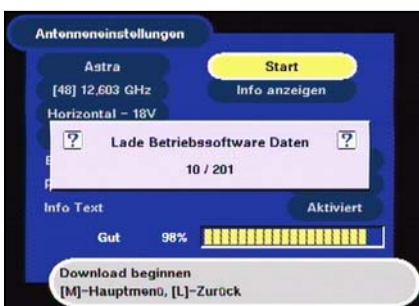 Antenneneinstellungen
Astra
Start
[48] 12,603 GHz
Info anzeigen
Horizontal - 18V
? Lade Betriebssoftware Daten ?
10 / 201
Info Text
Aktiviert
Gut 98%
Download beginnen
[M]-Hauptmenü, [L]-Zurück